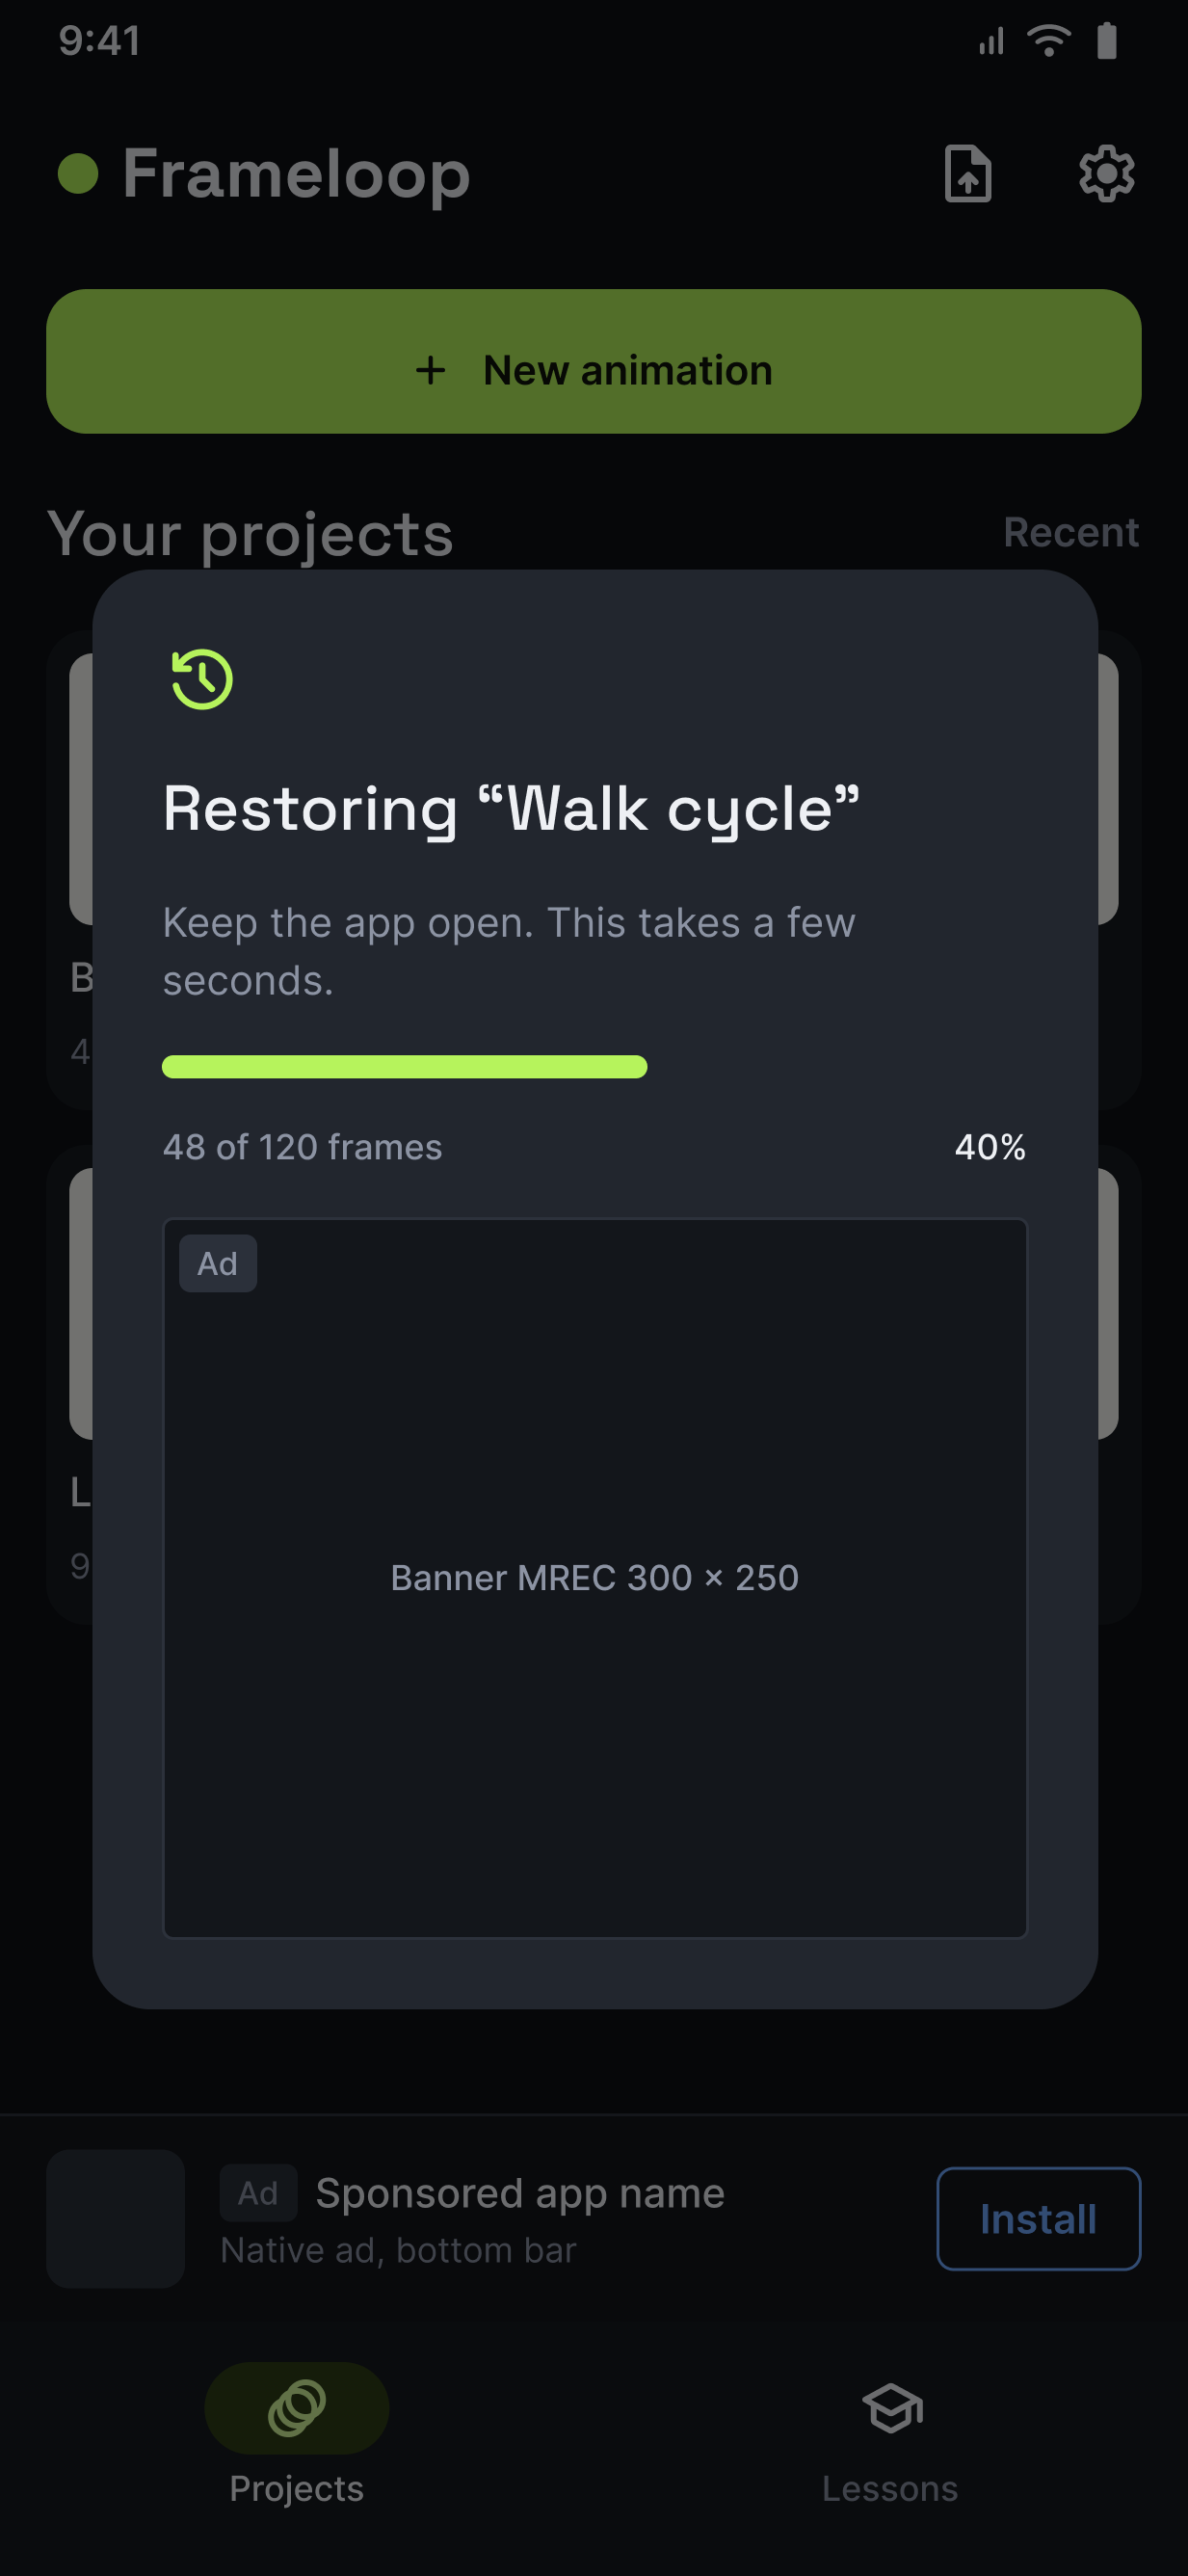 9:41
Frameloop
New animation
Your projects
Recent
B
4
L
9
Restoring “Walk cycle”
Keep the app open. This takes a few
seconds.
48 of 120 frames
40%
Ad
Banner MREC 300 × 250
Ad
Sponsored app name
Native ad, bottom bar
Install
Projects
Lessons